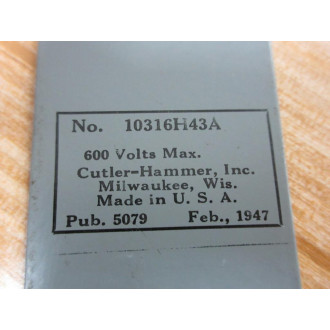 No. 10316H43A
600 Volts Max.
Cutler-Hammer, Inc.
Milwaukee, Wis.
Made in U. S. A.
Pub. 5079 Feb., 1947